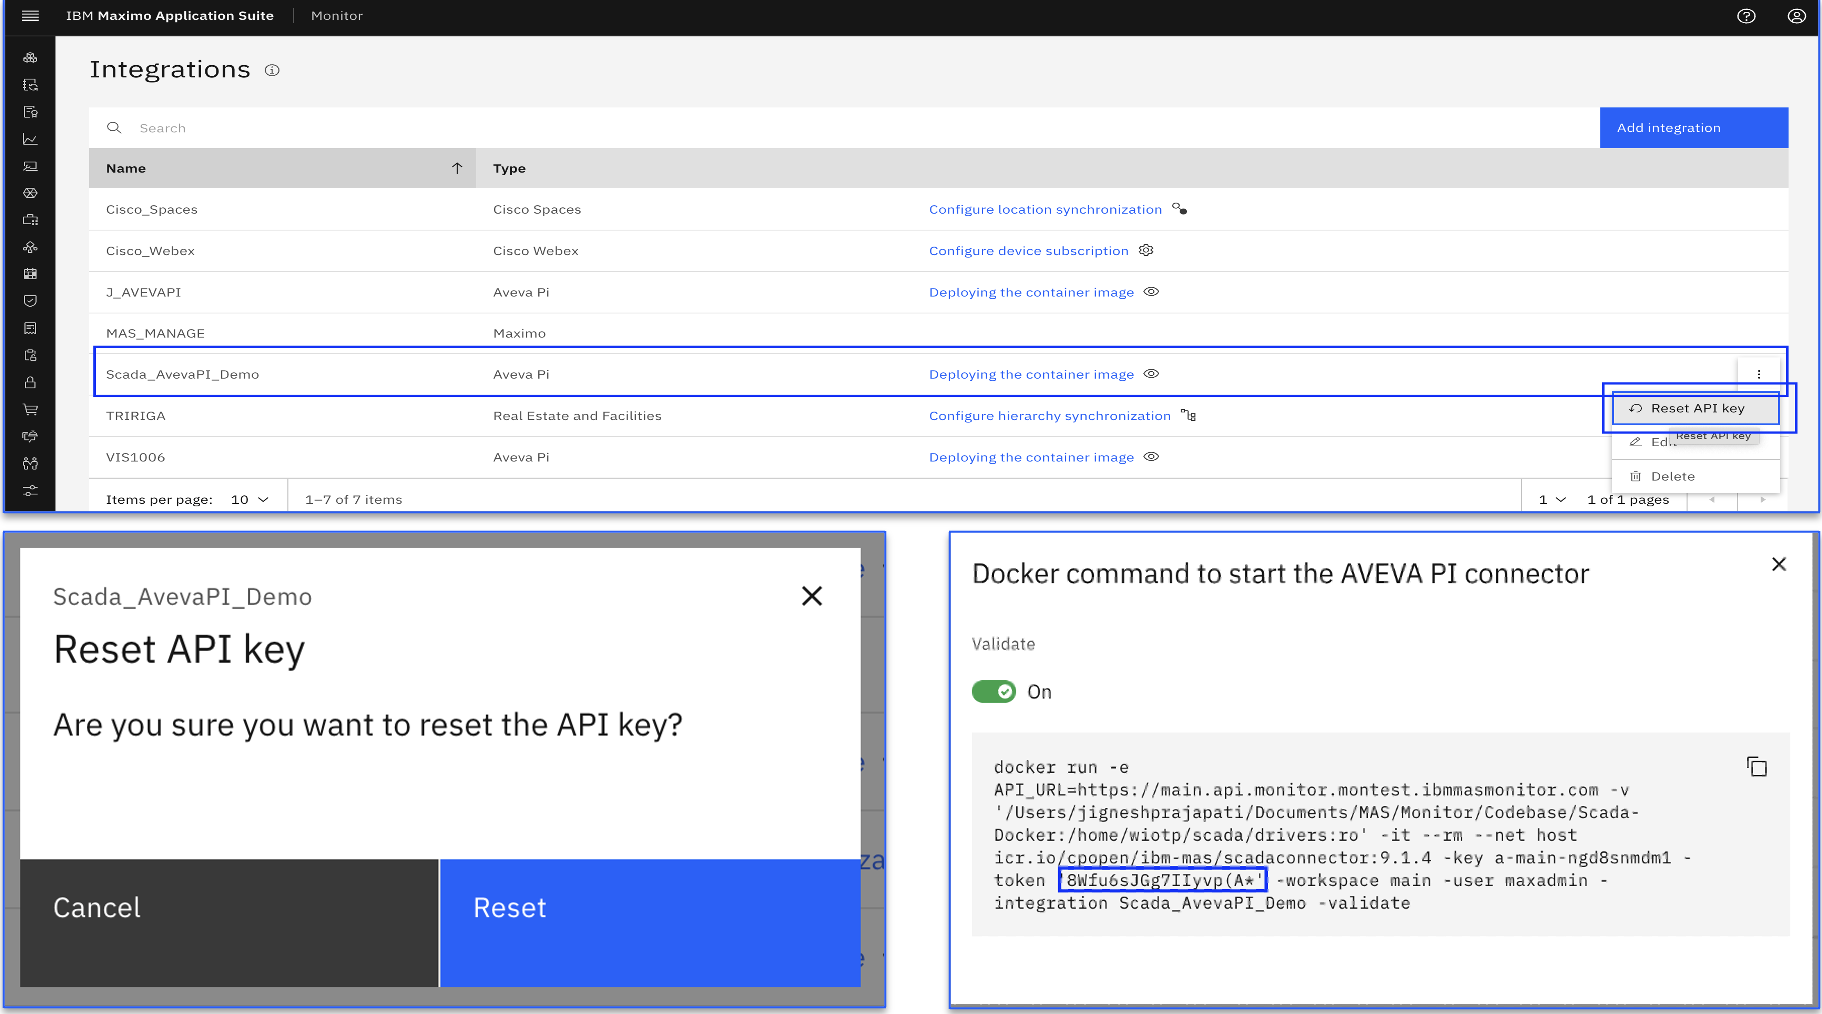 IBM Maximo Application Suite Monitor
Integrations
Search
Add integration
Name Type
Cisco_Spaces Cisco Spaces Configure location synchronization
Cisco_Webex Cisco Webex Configure device subscription
J_AVEVAPI Aveva Pi Deploying the container image
MAS_MANAGE Maximo
Scada_AvevaPI_Demo Aveva Pi Deploying the container image
TRIRIGA Real Estate and Facilities Configure hierarchy synchronization
Reset API key
Reset API key
VIS1006 Aveva Pi Deploying the container image
Delete
Items per page: 10 1–7 of 7 items 1 1 of 1 pages
Scada_AvevaPI_Demo
Reset API key
Are you sure you want to reset the API key?
Cancel
Reset
Docker command to start the AVEVA PI connector
Validate
On
docker run -e
API_URL=https://main.api.monitor.montest.ibmmasmonitor.com -v
'/Users/jigneshprajapati/Documents/MAS/Monitor/Codebase/Scada-
Docker:/home/wiotp/scada/drivers:ro' -it --rm --net host
icr.io/cpopen/ibm-mas/scadaconnector:9.1.4 -key a-main-ngd8snmdm1 -
token '8Wfu6sJGg7IIyvp(A*' -workspace main -user maxadmin -
integration Scada_AvevaPI_Demo -validate